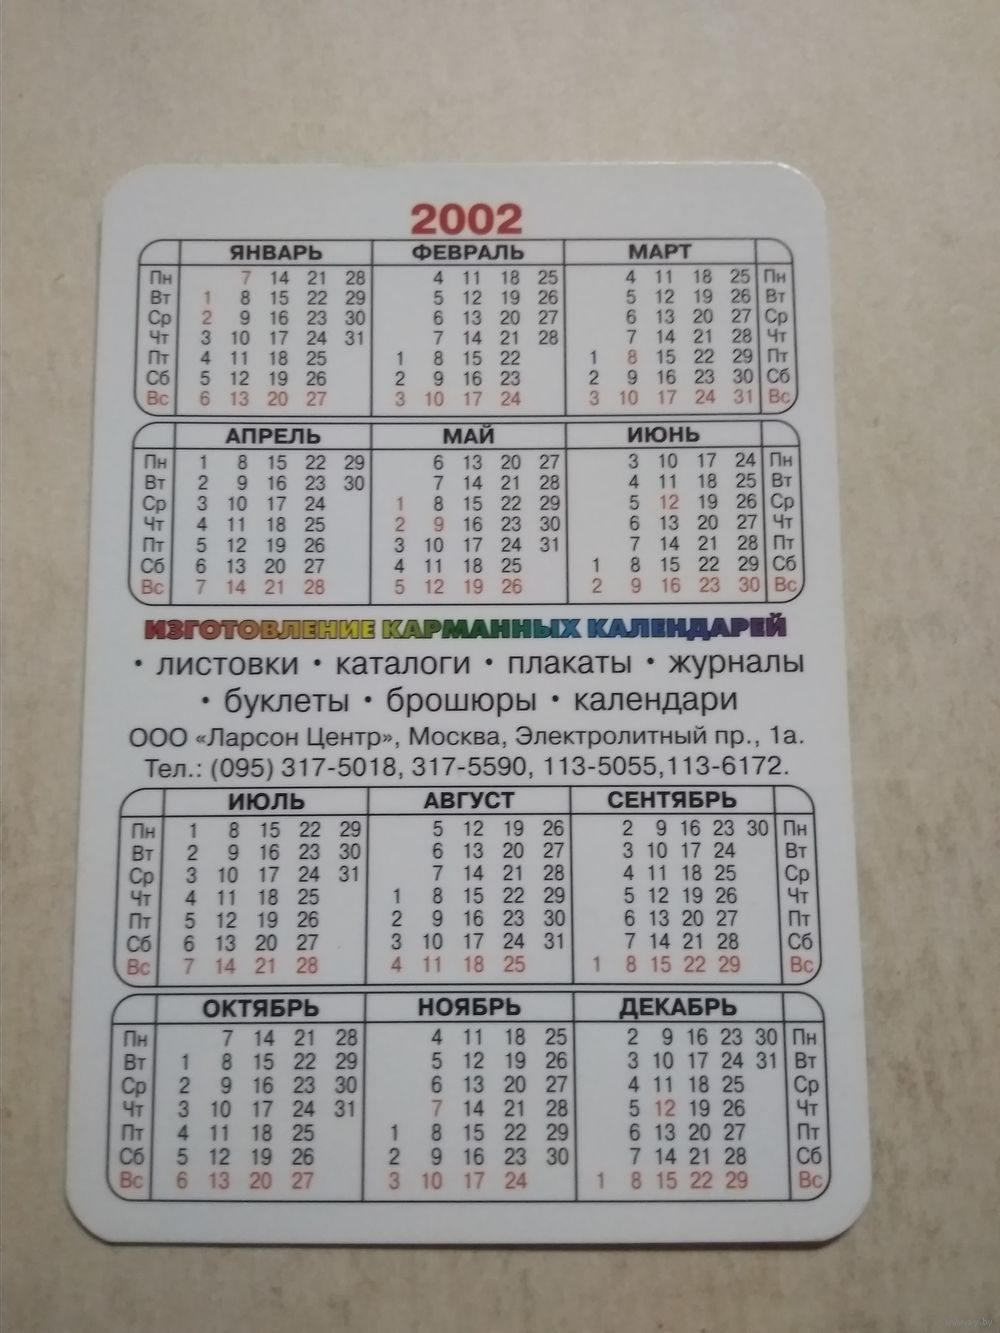 2002
ЯНВАРЬ ФЕВРАЛЬ МАРТ
Пн 7 14 21 28 4 11 18 25 4 11 18 25 Пн
Вт 1 8 15 22 29 5 12 19 26 5 12 19 26 Вт
Ср 2 9 16 23 30 6 13 20 27 6 13 20 27 Ср
Чт 3 10 17 24 31 7 14 21 28 7 14 21 28 Чт
Пт 4 11 18 25 1 8 15 22 1 8 15 22 29 Пт
Сб 5 12 19 26 2 9 16 23 2 9 16 23 30 Сб
Вс 6 13 20 27 3 10 17 24 3 10 17 24 31 Вс
АПРЕЛЬ МАЙ ИЮНЬ
Пн 1 8 15 22 29 6 13 20 27 3 10 17 24 Пн
Вт 2 9 16 23 30 7 14 21 28 4 11 18 25 Вт
Ср 3 10 17 24 1 8 15 22 29 5 12 19 26 Ср
Чт 4 11 18 25 2 9 16 23 30 6 13 20 27 Чт
Пт 5 12 19 26 3 10 17 24 31 7 14 21 28 Пт
Сб 6 13 20 27 4 11 18 25 1 8 15 22 29 Сб
Вс 7 14 21 28 5 12 19 26 2 9 16 23 30 Вс
ИЗГОТОВЛЕНИЕ КАРМАННЫХ КАЛЕНДАРЕЙ
• листовки • каталоги • плакаты • журналы
• буклеты • брошюры • календари
ООО «Ларсон Центр», Москва, Электролитный пр., 1а.
Тел.: (095) 317-5018, 317-5590, 113-5055,113-6172.
ИЮЛЬ АВГУСТ СЕНТЯБРЬ
Пн 1 8 15 22 29 5 12 19 26 2 9 16 23 30 Пн
Вт 2 9 16 23 30 6 13 20 27 3 10 17 24 Вт
Ср 3 10 17 24 31 7 14 21 28 4 11 18 25 Ср
Чт 4 11 18 25 1 8 15 22 29 5 12 19 26 Чт
Пт 5 12 19 26 2 9 16 23 30 6 13 20 27 Пт
Сб 6 13 20 27 3 10 17 24 31 7 14 21 28 Сб
Вс 7 14 21 28 4 11 18 25 1 8 15 22 29 Вс
ОКТЯБРЬ НОЯБРЬ ДЕКАБРЬ
Пн 7 14 21 28 4 11 18 25 2 9 16 23 30 Пн
Вт 1 8 15 22 29 5 12 19 26 3 10 17 24 31 Вт
Ср 2 9 16 23 30 6 13 20 27 4 11 18 25 Ср
Чт 3 10 17 24 31 7 14 21 28 5 12 19 26 Чт
Пт 4 11 18 25 1 8 15 22 29 6 13 20 27 Пт
Сб 5 12 19 26 2 9 16 23 30 7 14 21 28 Сб
Вс 6 13 20 27 3 10 17 24 1 8 15 22 29 Вс